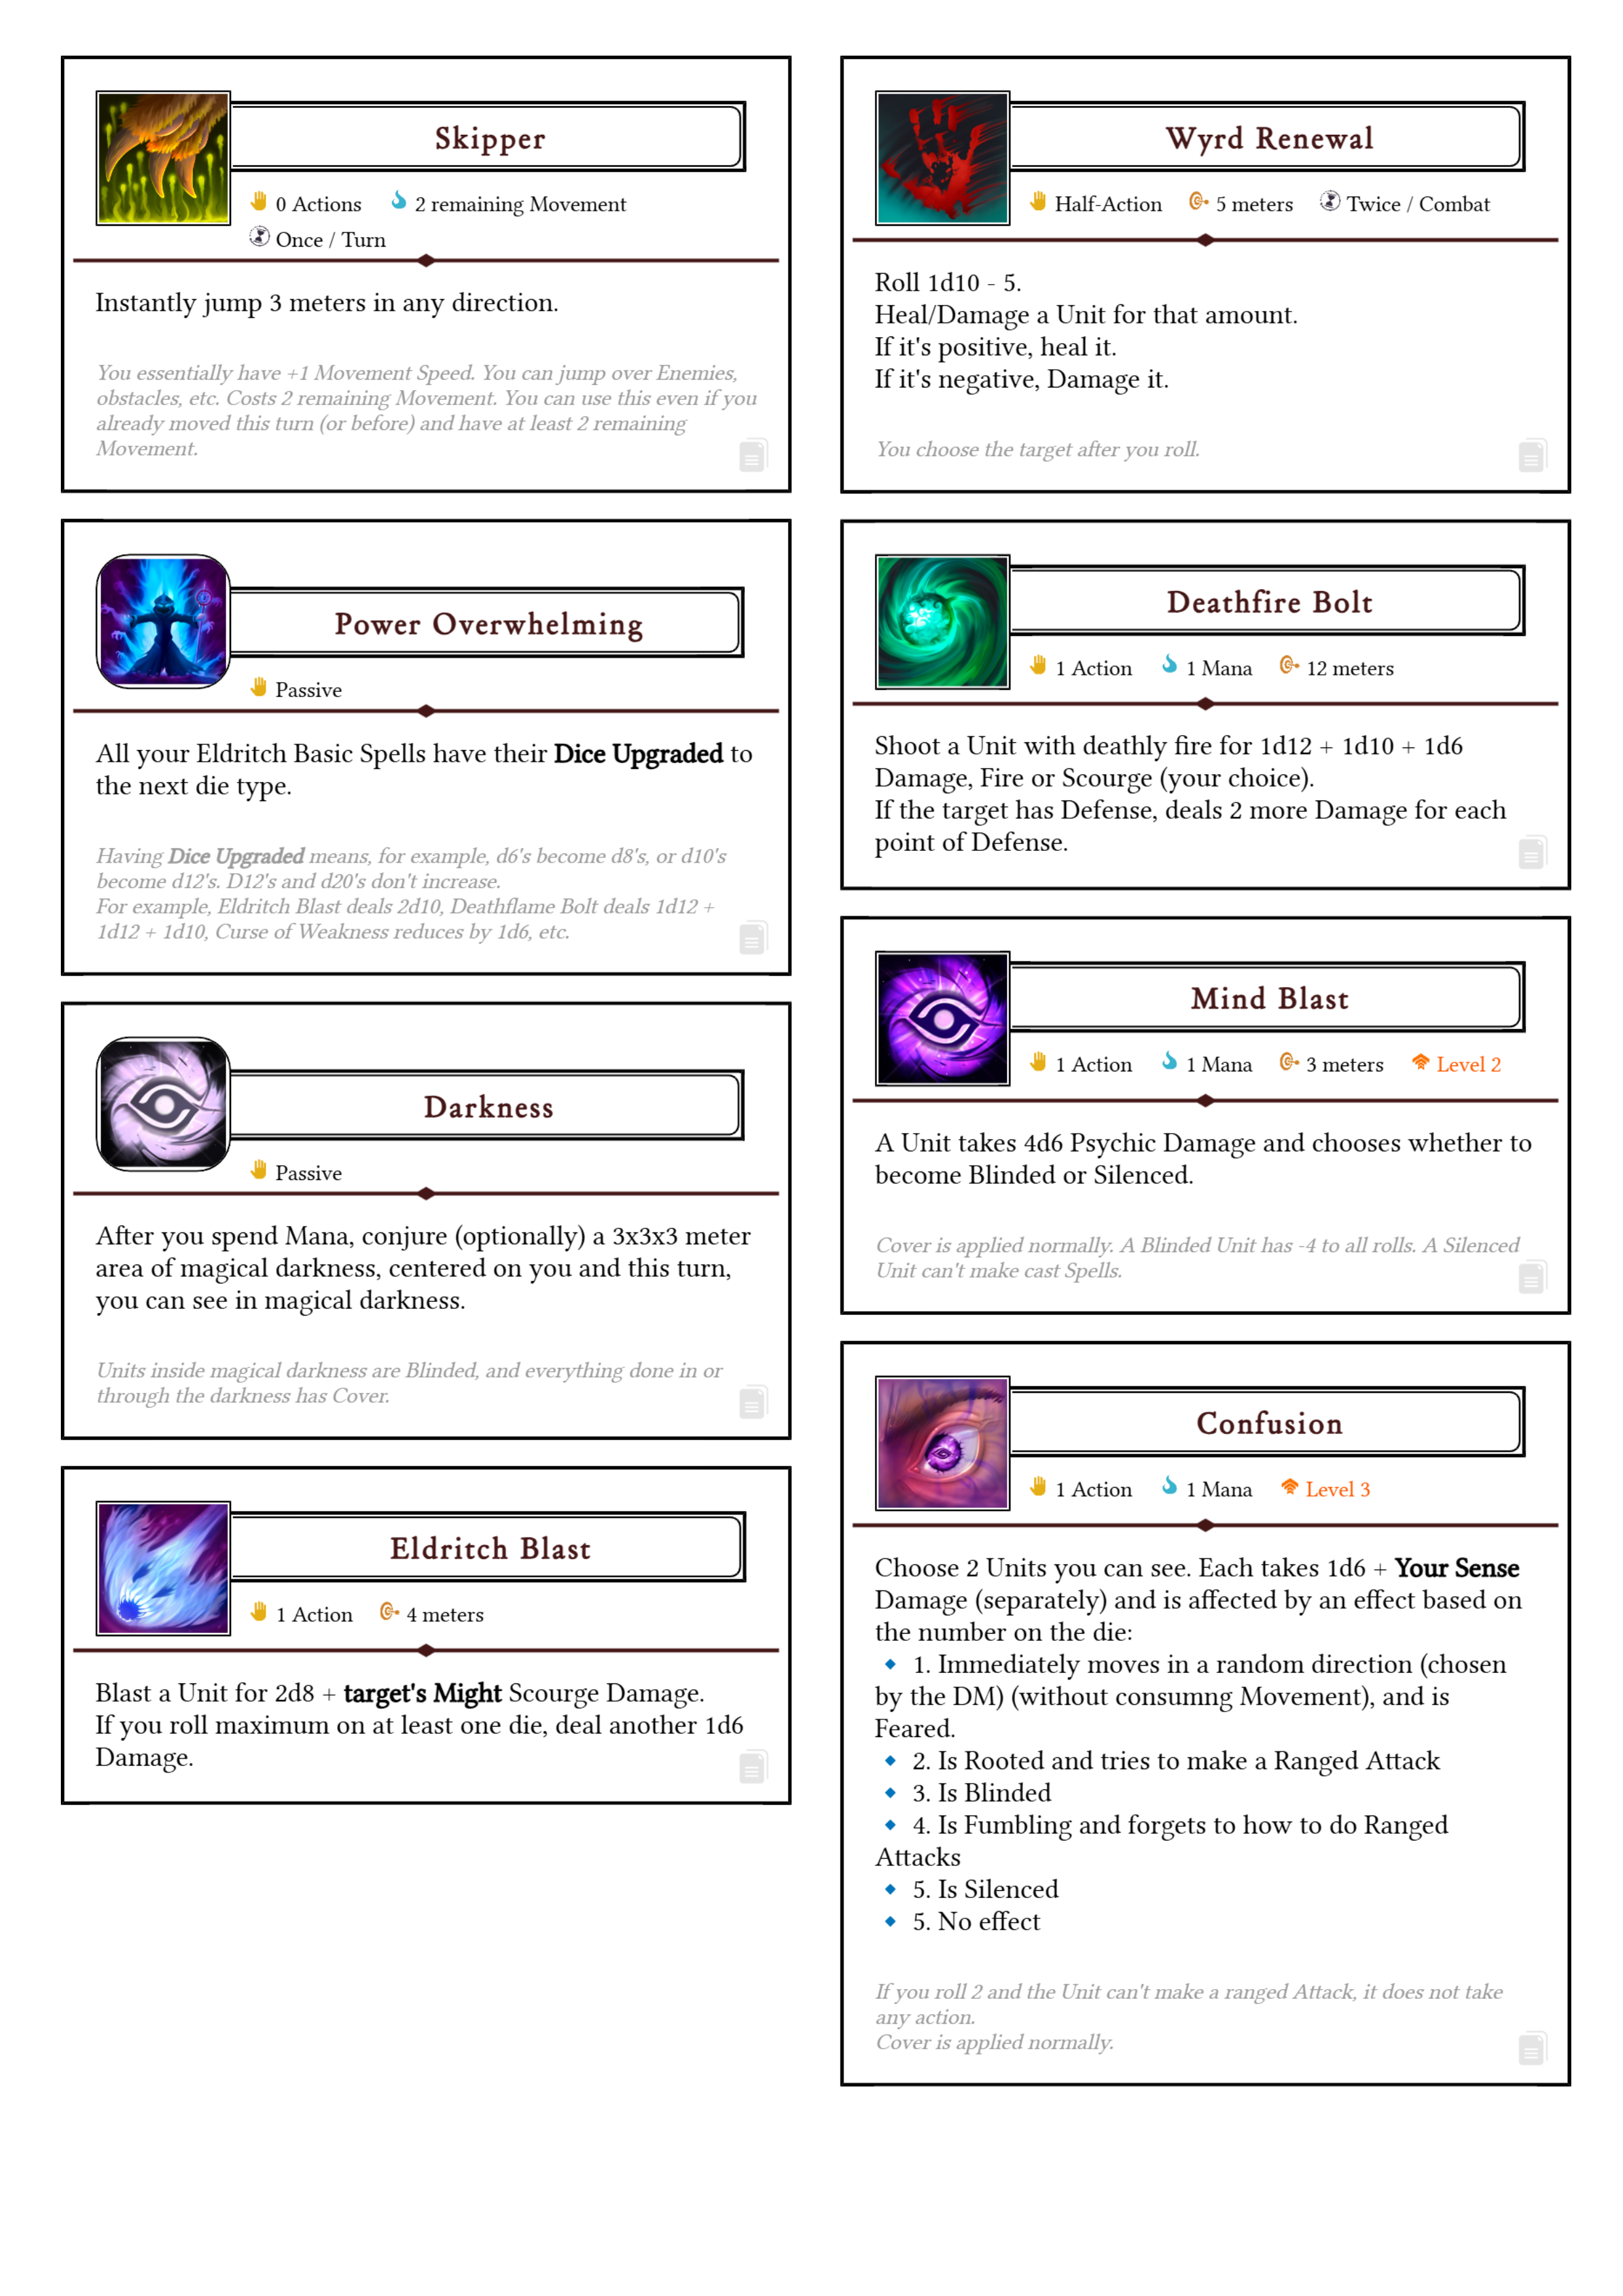 Skipper
0 Actions 2 remaining Movement
Once / Turn
Instantly jump 3 meters in any direction.
You essentially have +1 Movement Speed. You can jump over Enemies,
obstacles, etc. Costs 2 remaining Movement. You can use this even if you
already moved this turn (or before) and have at least 2 remaining
Movement.
Power Overwhelming
Passive
All your Eldritch Basic Spells have their Dice Upgraded to
the next die type.
Having Dice Upgraded means, for example, d6's become d8's, or d10's
become d12's. D12's and d20's don't increase.
For example, Eldritch Blast deals 2d10, Deathflame Bolt deals 1d12 +
1d12 + 1d10, Curse of Weakness reduces by 1d6, etc.
Darkness
Passive
After you spend Mana, conjure (optionally) a 3x3x3 meter
area of magical darkness, centered on you and this turn,
you can see in magical darkness.
Units inside magical darkness are Blinded, and everything done in or
through the darkness has Cover.
Eldritch Blast
1 Action 4 meters
Blast a Unit for 2d8 + target's Might Scourge Damage.
If you roll maximum on at least one die, deal another 1d6
Damage.
Wyrd Renewal
Half-Action 5 meters Twice / Combat
Roll 1d10 - 5.
Heal/Damage a Unit for that amount.
If it's positive, heal it.
If it's negative, Damage it.
You choose the target after you roll.
Deathfire Bolt
1 Action 1 Mana 12 meters
Shoot a Unit with deathly fire for 1d12 + 1d10 + 1d6
Damage, Fire or Scourge (your choice).
If the target has Defense, deals 2 more Damage for each
point of Defense.
Mind Blast
1 Action 1 Mana 3 meters Level 2
A Unit takes 4d6 Psychic Damage and chooses whether to
become Blinded or Silenced.
Cover is applied normally. A Blinded Unit has -4 to all rolls. A Silenced
Unit can't make cast Spells.
Confusion
1 Action 1 Mana Level 3
Choose 2 Units you can see. Each takes 1d6 + Your Sense
Damage (separately) and is affected by an effect based on
the number on the die:
1. Immediately moves in a random direction (chosen
by the DM) (without consumng Movement), and is
Feared.
2. Is Rooted and tries to make a Ranged Attack
3. Is Blinded
4. Is Fumbling and forgets to how to do Ranged
Attacks
5. Is Silenced
5. No effect
If you roll 2 and the Unit can't make a ranged Attack, it does not take
any action.
Cover is applied normally.